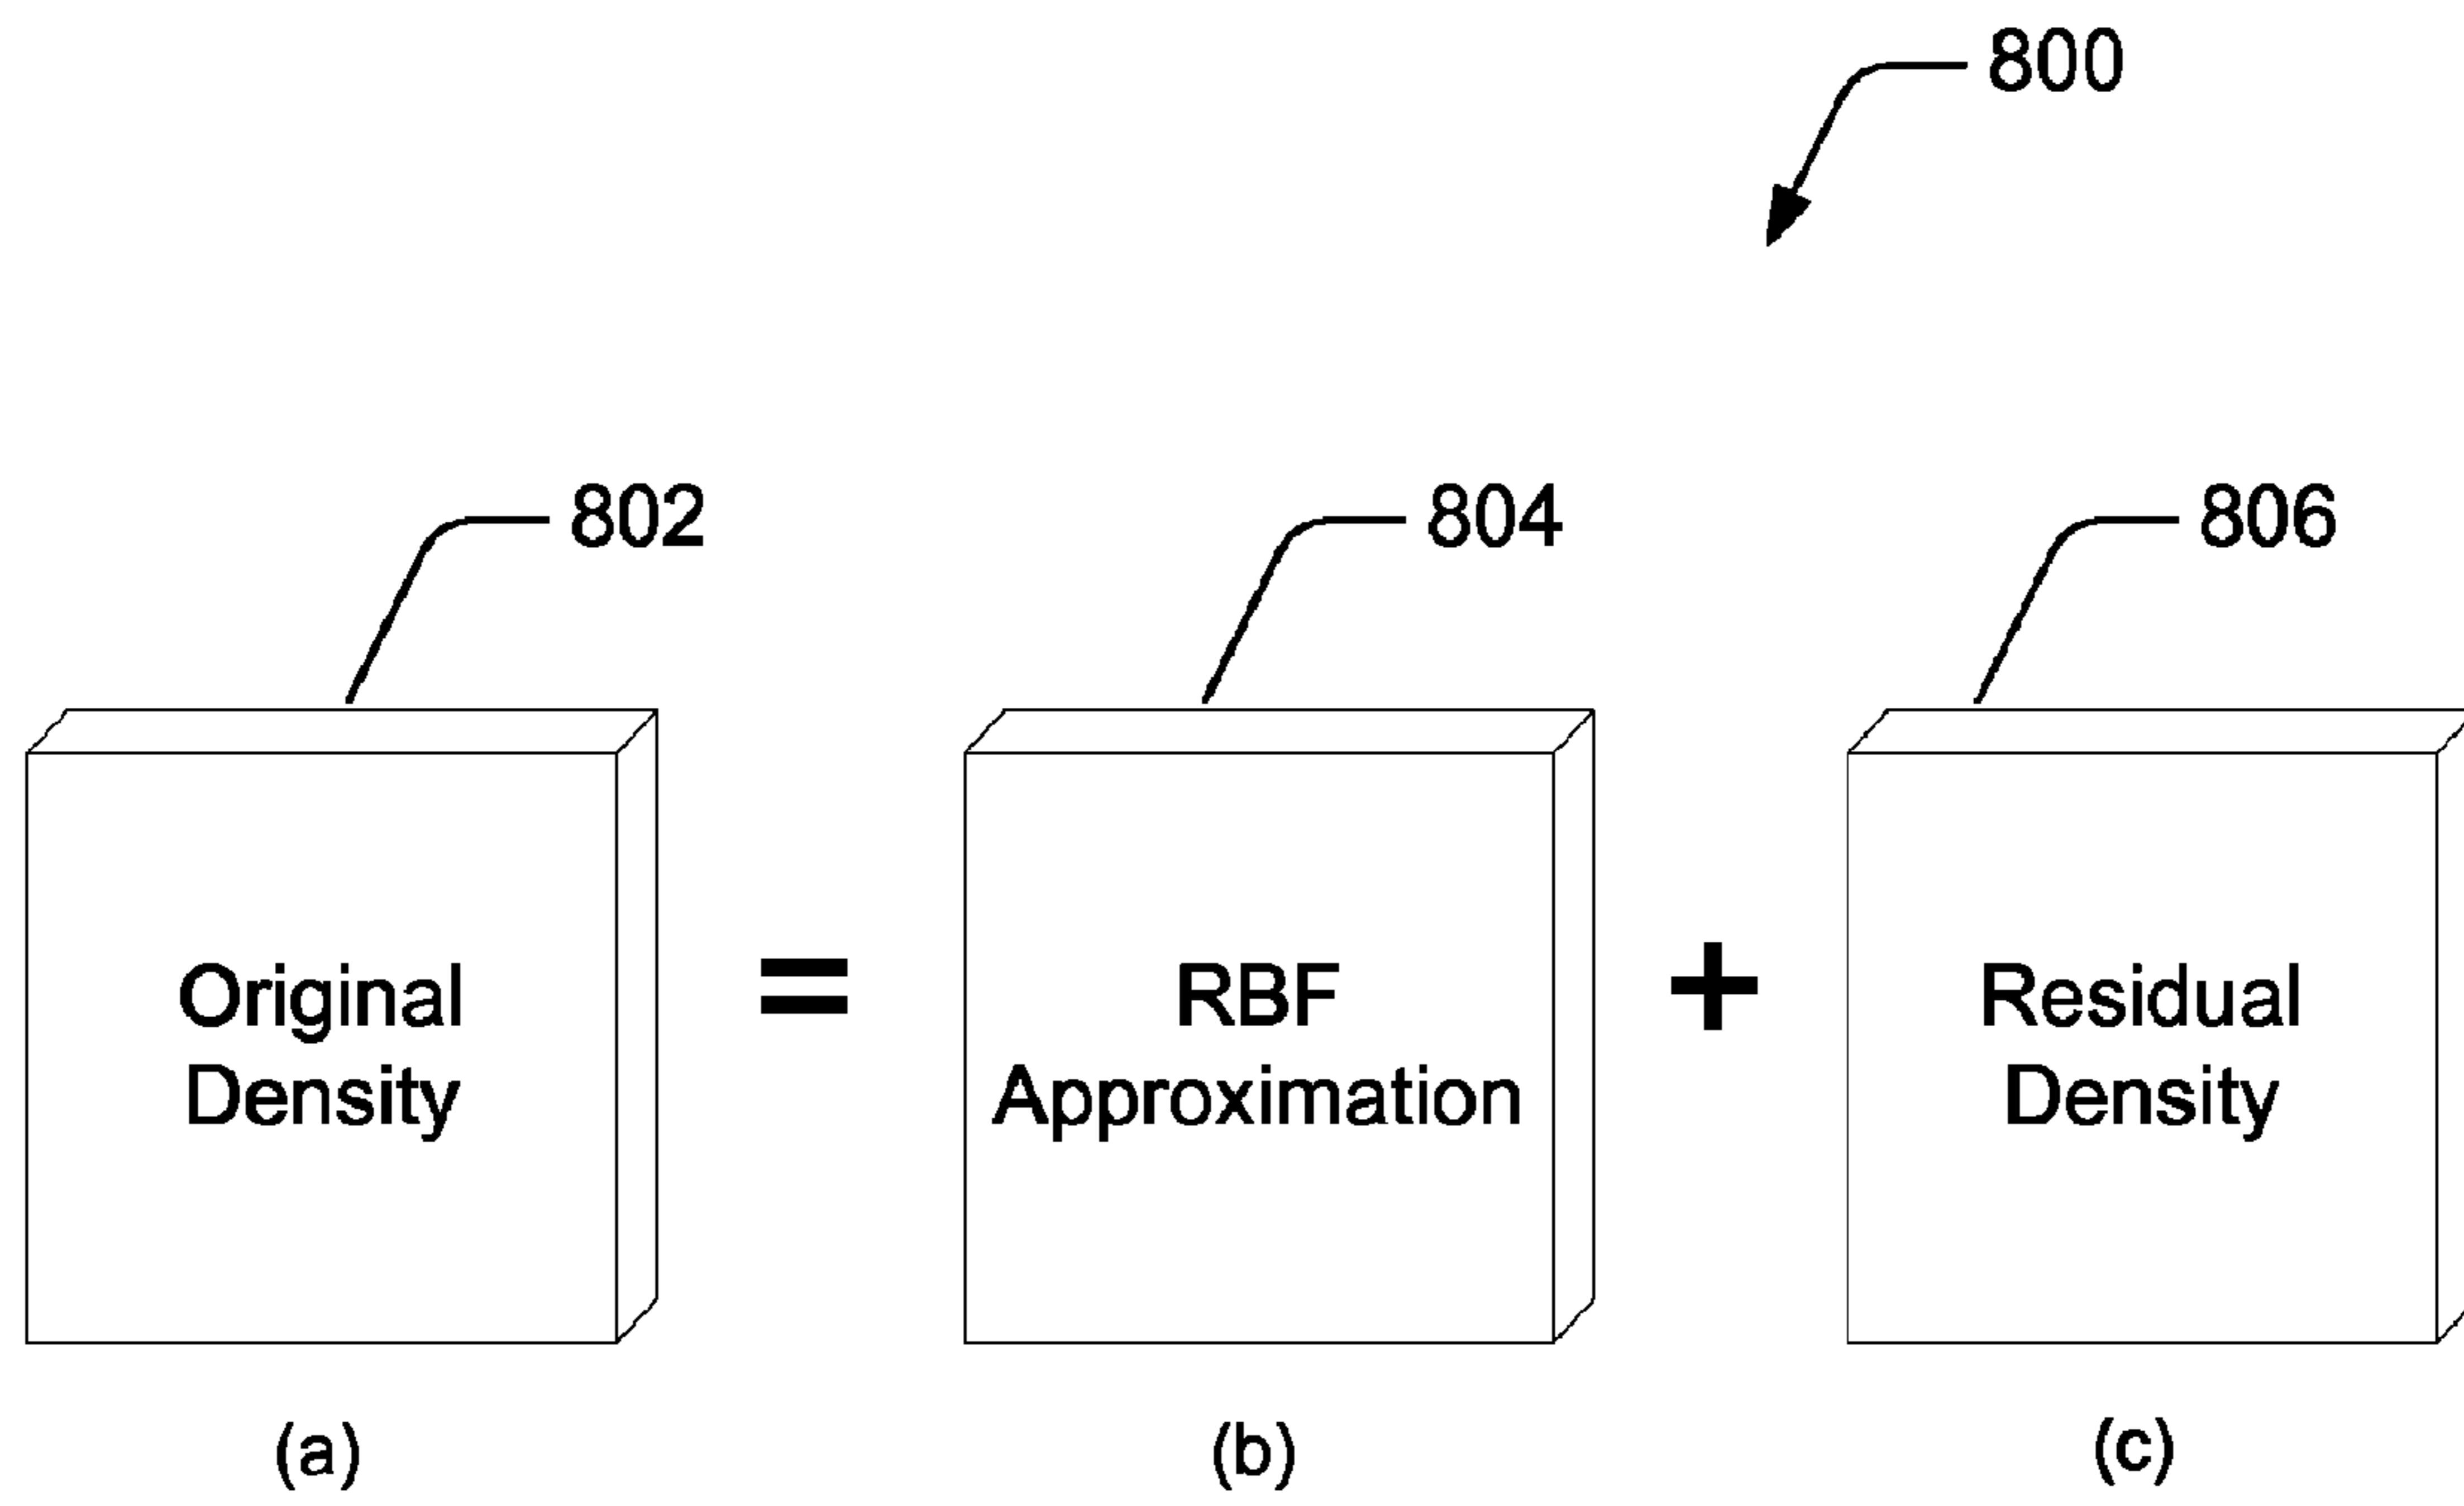 800
802
804
806
Original
Density
=
RBF
Approximation
+
Residual
Density
(a)
(b)
(c)